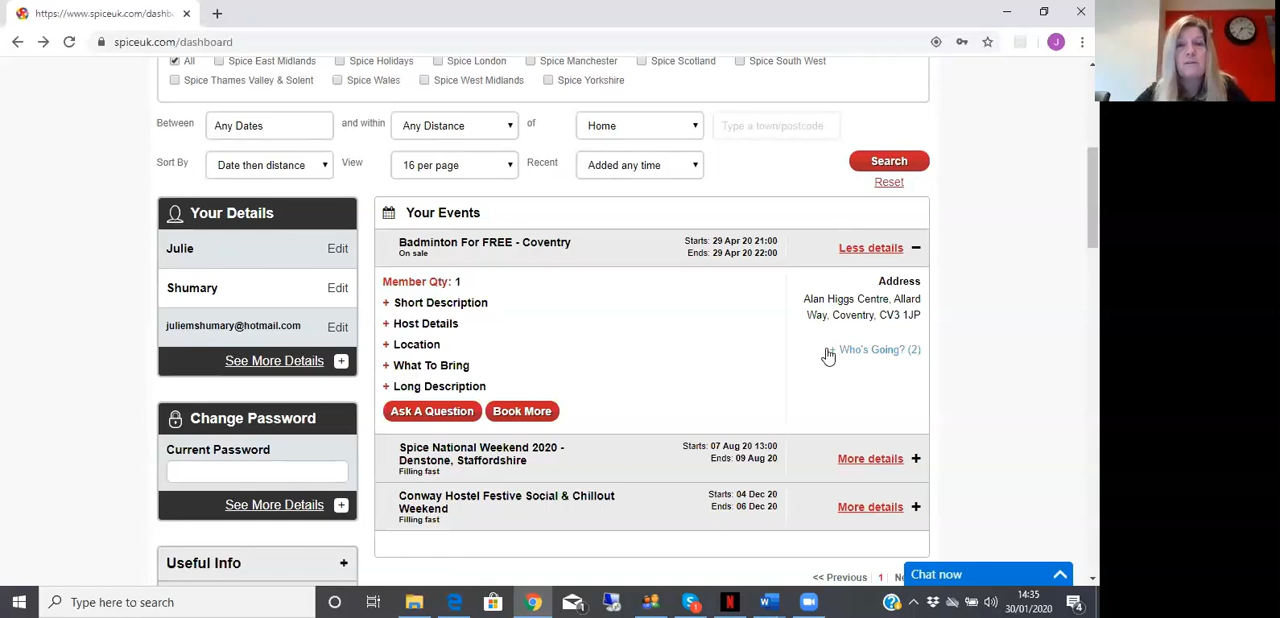 https://www.spiceuk.com/dashb
spiceuk.com/dashboard
J
All Spice East Midlands Spice Holidays Spice London Spice Manchester Spice Scotland Spice South West
Spice Thames Valley & Solent Spice Wales Spice West Midlands Spice Yorkshire
Between Any Dates and within Any Distance of Home Type a town/postcode
Sort By Date then distance View 16 per page Recent Added any time Search
Reset
Your Details
Julie Edit
Shumary Edit
juliemshumary@hotmail.com Edit
See More Details +
Change Password
Current Password
See More Details +
Useful Info +
Your Events
Badminton For FREE - Coventry Starts: 29 Apr 20 21:00 Less details −
On sale Ends: 29 Apr 20 22:00
Member Qty: 1
+ Short Description
+ Host Details
+ Location
+ What To Bring
+ Long Description
Ask A Question Book More
Address
Alan Higgs Centre, Allard
Way, Coventry, CV3 1JP
+ Who's Going? (2)
Spice National Weekend 2020 - Starts: 07 Aug 20 13:00
Denstone, Staffordshire Ends: 09 Aug 20 More details +
Filling fast
Conway Hostel Festive Social & Chillout Starts: 04 Dec 20
Weekend Ends: 06 Dec 20 More details +
Filling fast
<< Previous 1 Ne
Chat now
Type here to search
14:35
30/01/2020
4